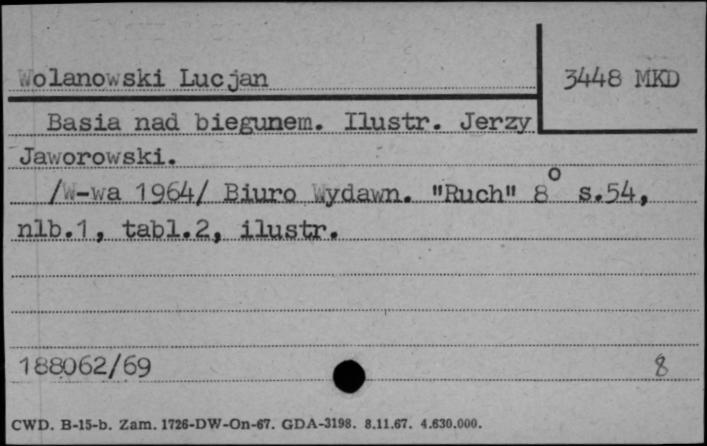 Wolanowski Lucjan
3448 MKD
Basia nad biegunem. Ilustr. Jerzy
Jaworowski.
/W-wa 1964/ Biuro Wydawn. "Ruch" 8° s.54,
nlb.1, tabl.2, ilustr.
188062/69
8
CWD. B-15-b. Zam. 1726-DW-On-67. GDA-3198. 8.11.67. 4.630.000.